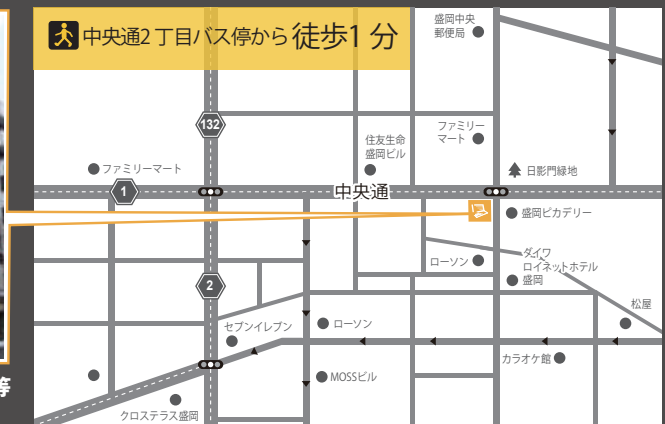 中央通2丁目バス停から徒歩1分
盛岡中央
郵便局
132
ファミリーマート
1
住友生命
盛岡ビル
ファミリー
マート
日影門緑地
中央通
盛岡ピカデリー
ローソン
ダイワ
ロイネットホテル
盛岡
2
セブンイレブン
ローソン
松屋
カラオケ館
MOSSビル
クロステラス盛岡
等